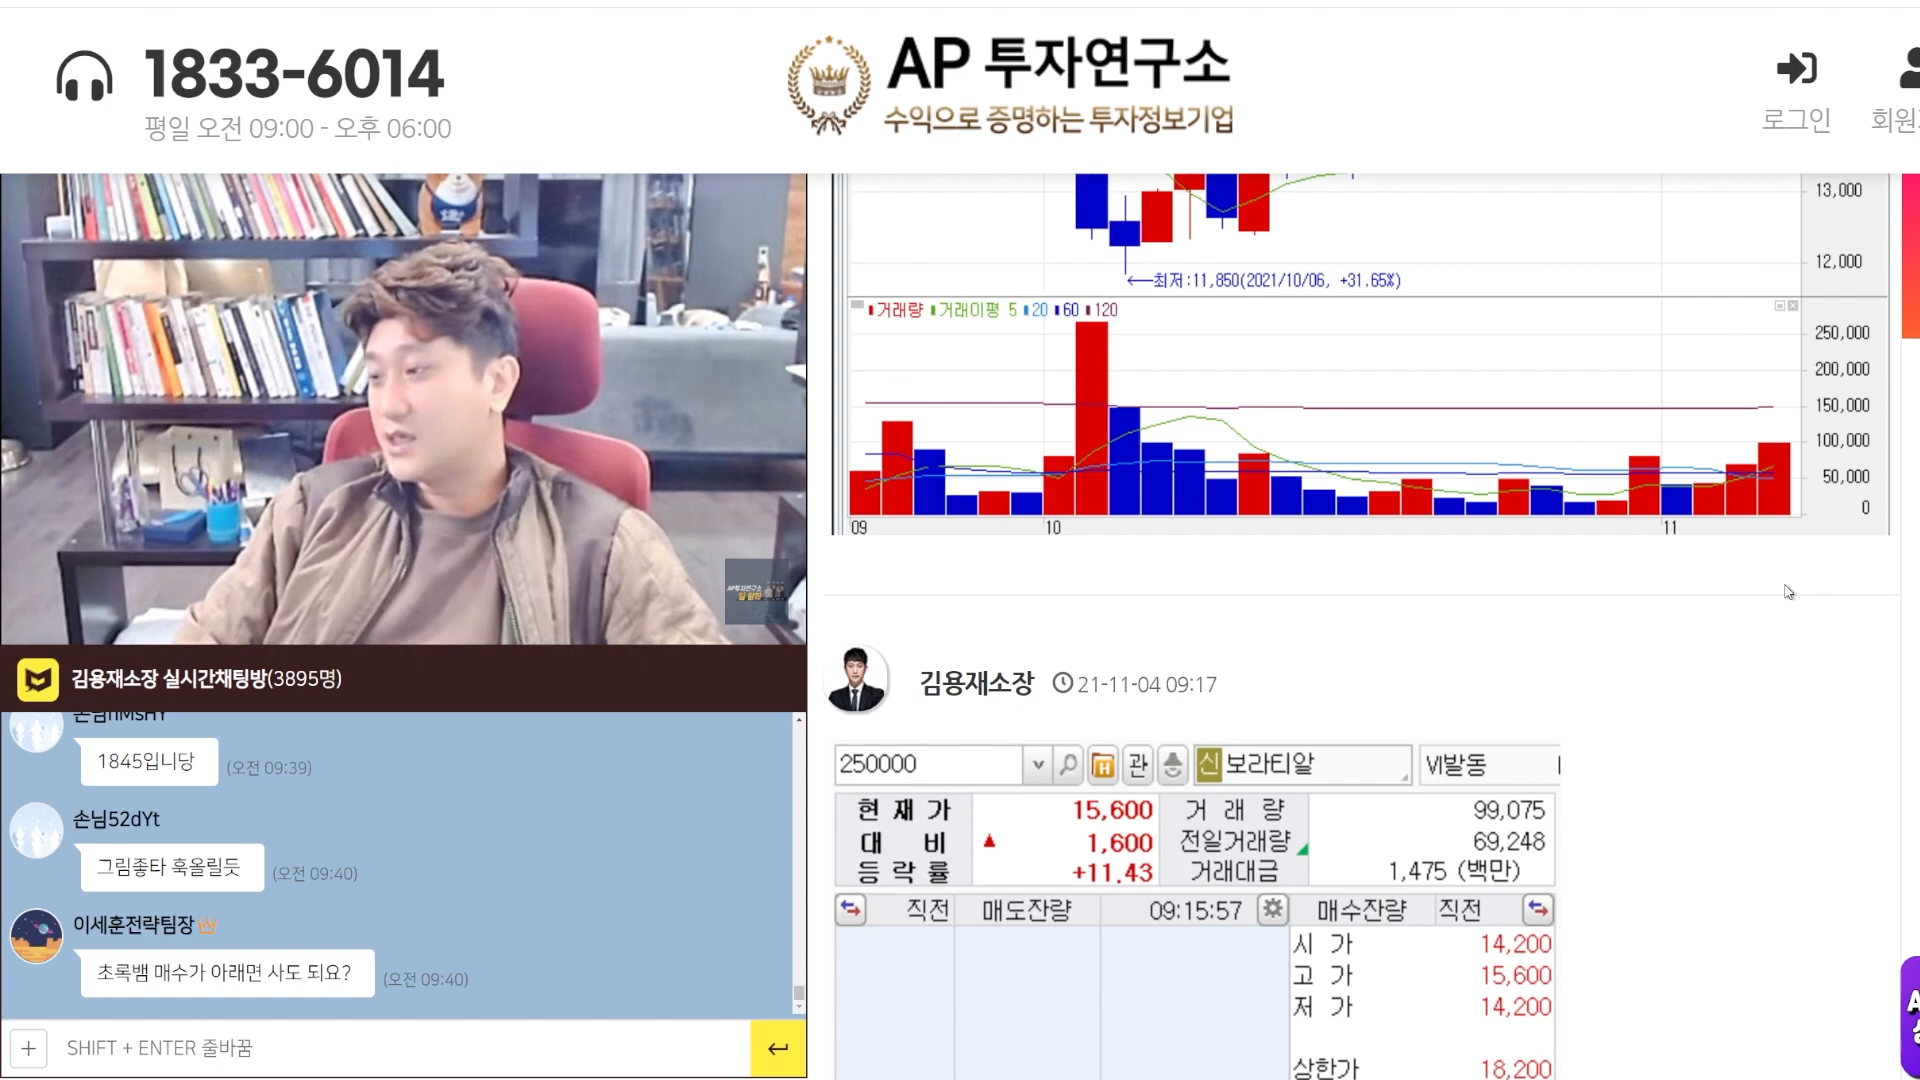 1833-6014
평일 오전 09:00 - 오후 06:00
AP 투자연구소
수익으로 증명하는 투자정보기업
로그인
회원
13,000
12,000
최저:11,850(2021/10/06, +31.65%)
거래량 거래이평 5 20 60 120
250,000
200,000
150,000
100,000
50,000
0
09 10 11
AP투자연구소
김용재소장 실시간채팅방(3895명)
1845입니당 (오전 09:39)
손님52dYt
그림좋타 훅올릴듯 (오전 09:40)
이세훈전략팀장
초록뱀 매수가 아래면 사도 되요? (오전 09:40)
SHIFT + ENTER 줄바꿈
김용재소장 21-11-04 09:17
250000 관 신 보라티알 VI발동
현재가 15,600 거래량 99,075
대비 ▲ 1,600 전일거래량 69,248
등락률 +11.43 거래대금 1,475 (백만)
직전 매도잔량 09:15:57 매수잔량 직전
시가 14,200
고가 15,600
저가 14,200
상한가 18,200